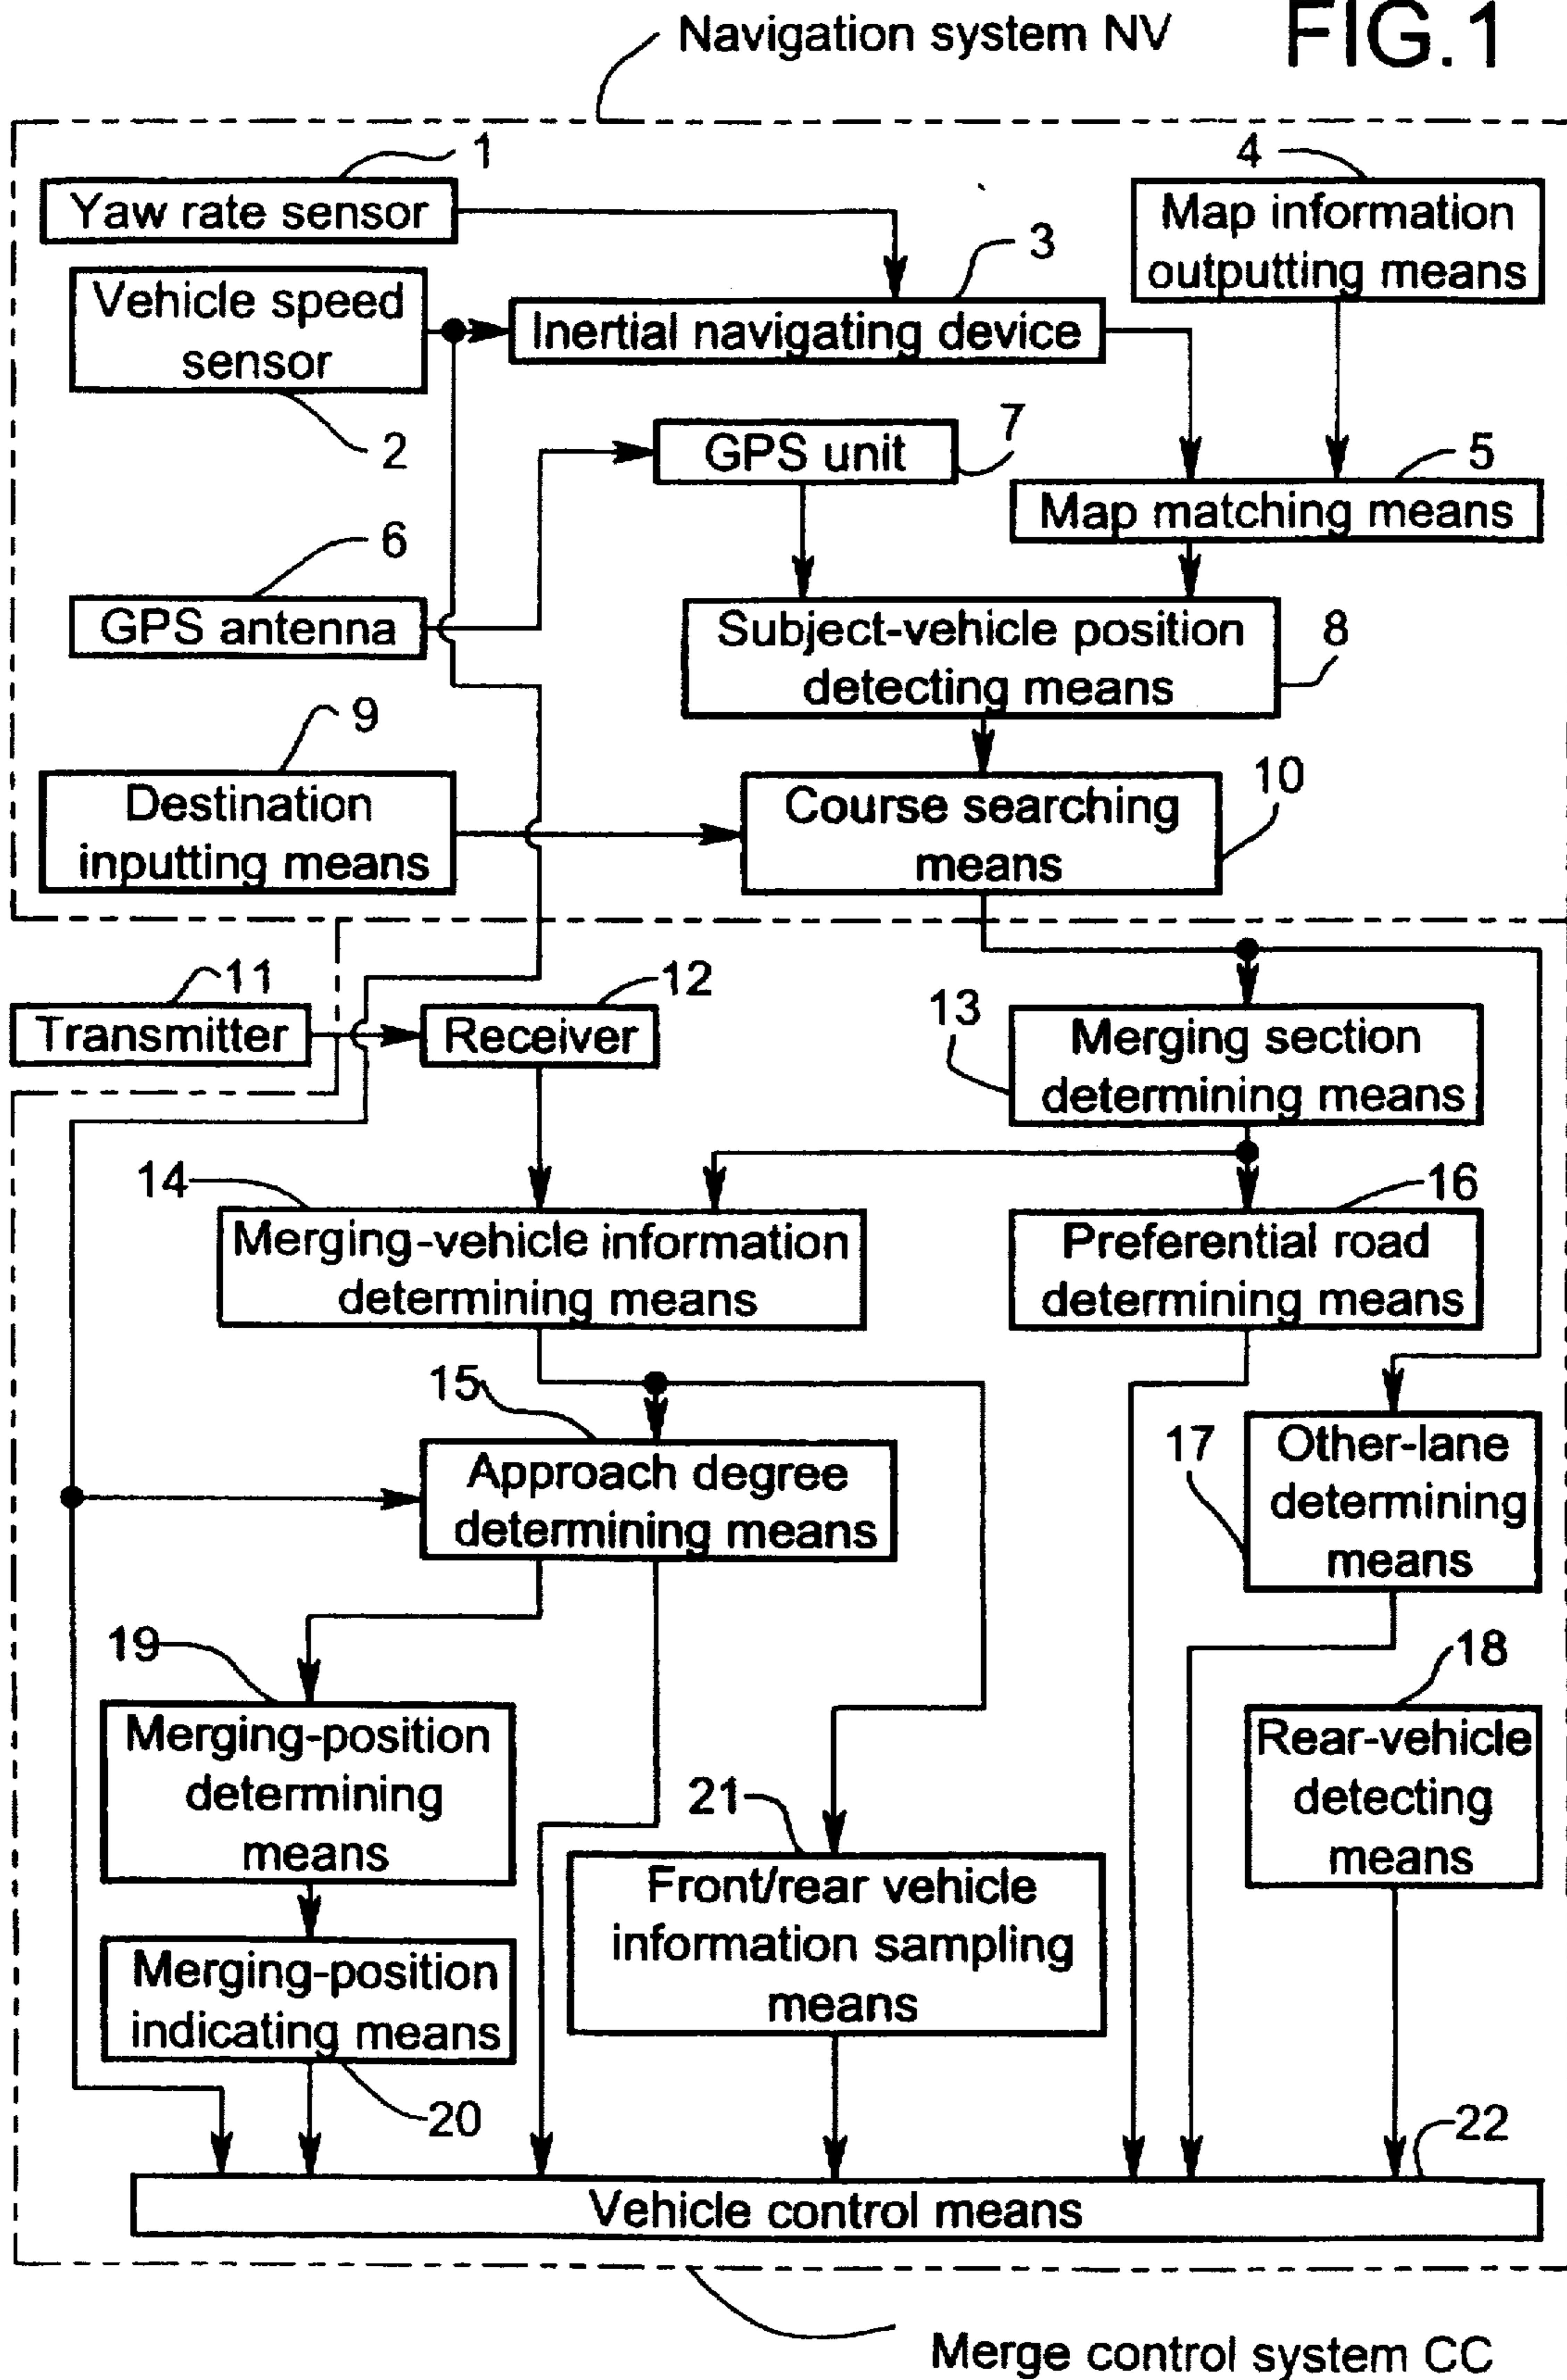 Navigation system NV
FIG.1
1
Yaw rate sensor
4
Map information
outputting means
3
Vehicle speed
sensor
Inertial navigating device
2
7
GPS unit
5
Map matching means
6
GPS antenna
Subject-vehicle position
detecting means
8
9
Destination
inputting means
10
Course searching
means
11
Transmitter
12
Receiver
13
Merging section
determining means
14
Merging-vehicle information
determining means
16
Preferential road
determining means
15
Approach degree
determining means
17
Other-lane
determining
means
19
Merging-position
determining
means
18
Rear-vehicle
detecting
means
21
Front/rear vehicle
information sampling
means
Merging-position
indicating means
20
22
Vehicle control means
Merge control system CC